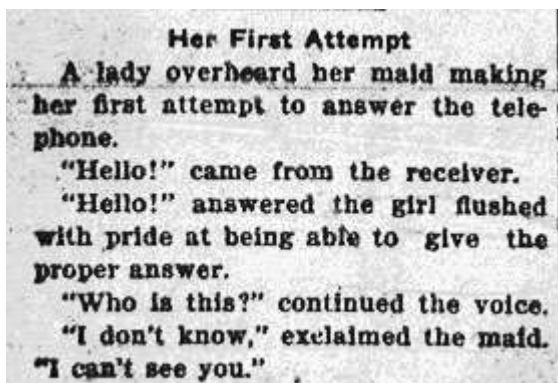 Her First Attempt
A lady overheard her maid making
her first attempt to answer the tele-
phone.
"Hello!" came from the receiver.
"Hello!" answered the girl flushed
with pride at being able to give the
proper answer.
"Who is this?" continued the voice.
"I don't know," exclaimed the maid.
"I can't see you."